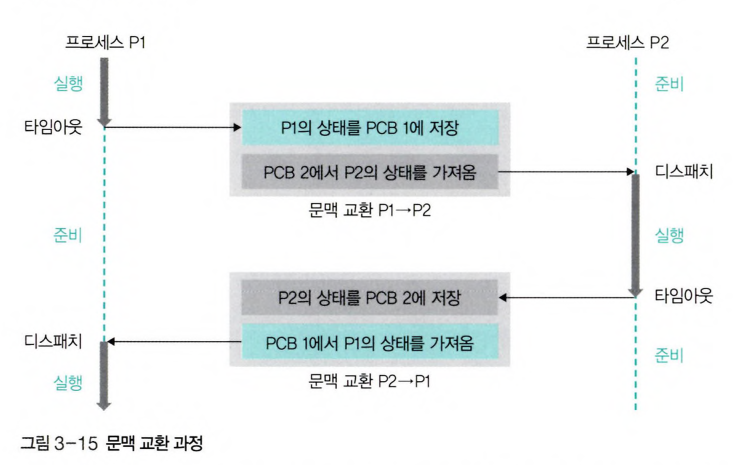 프로세스 P1
프로세스 P2
실행
준비
타임아웃
P1의 상태를 PCB 1에 저장
PCB 2에서 P2의 상태를 가져옴
디스패치
문맥 교환 P1→P2
준비
실행
P2의 상태를 PCB 2에 저장
타임아웃
디스패치
PCB 1에서 P1의 상태를 가져옴
준비
문맥 교환 P2→P1
실행
그림 3-15 문맥 교환 과정